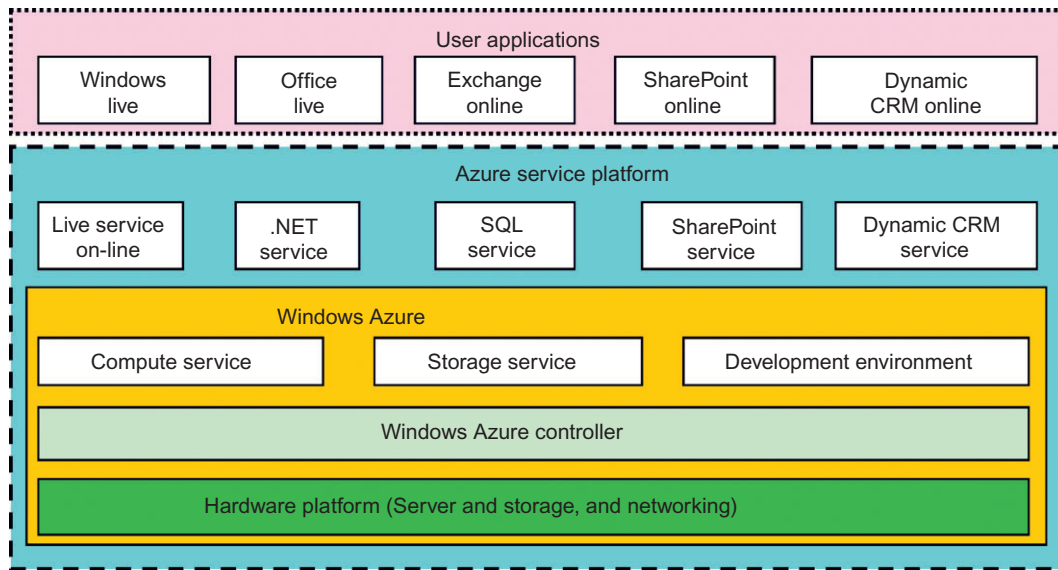 User applications
Windows
live
Office
live
Exchange
online
SharePoint
online
Dynamic
CRM online
Azure service platform
Live service
on-line
.NET
service
SQL
service
SharePoint
service
Dynamic CRM
service
Windows Azure
Compute service
Storage service
Development environment
Windows Azure controller
Hardware platform (Server and storage, and networking)